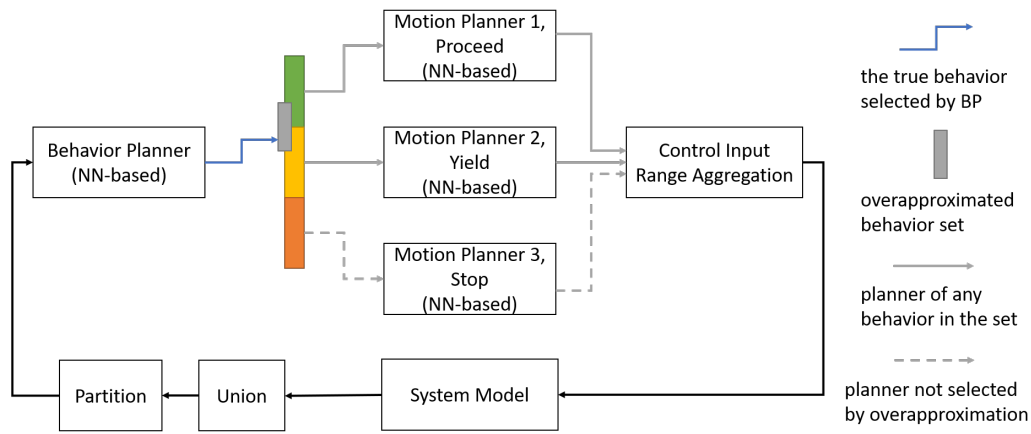 Motion Planner 1,
Proceed
(NN-based)
Behavior Planner
(NN-based)
Motion Planner 2,
Yield
(NN-based)
Motion Planner 3,
Stop
(NN-based)
Control Input
Range Aggregation
Partition
Union
System Model
the true behavior
selected by BP
overapproximated
behavior set
planner of any
behavior in the set
planner not selected
by overapproximation